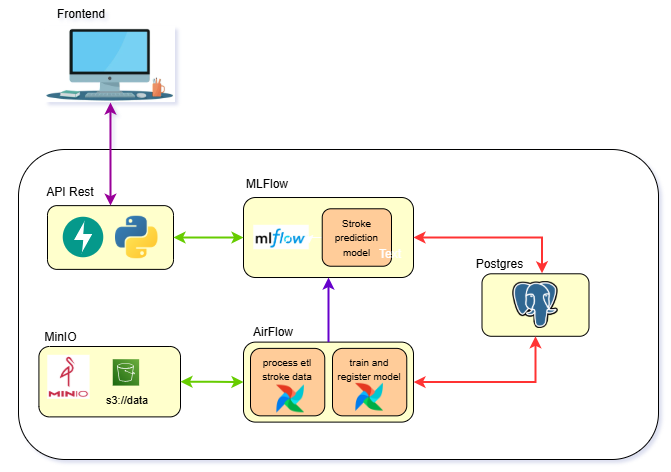 Frontend
API Rest
MLFlow
mlflow
Stroke
prediction
model
Text
Postgres
MinIO
MINIO
s3://data
AirFlow
process etl
stroke data
train and
register model